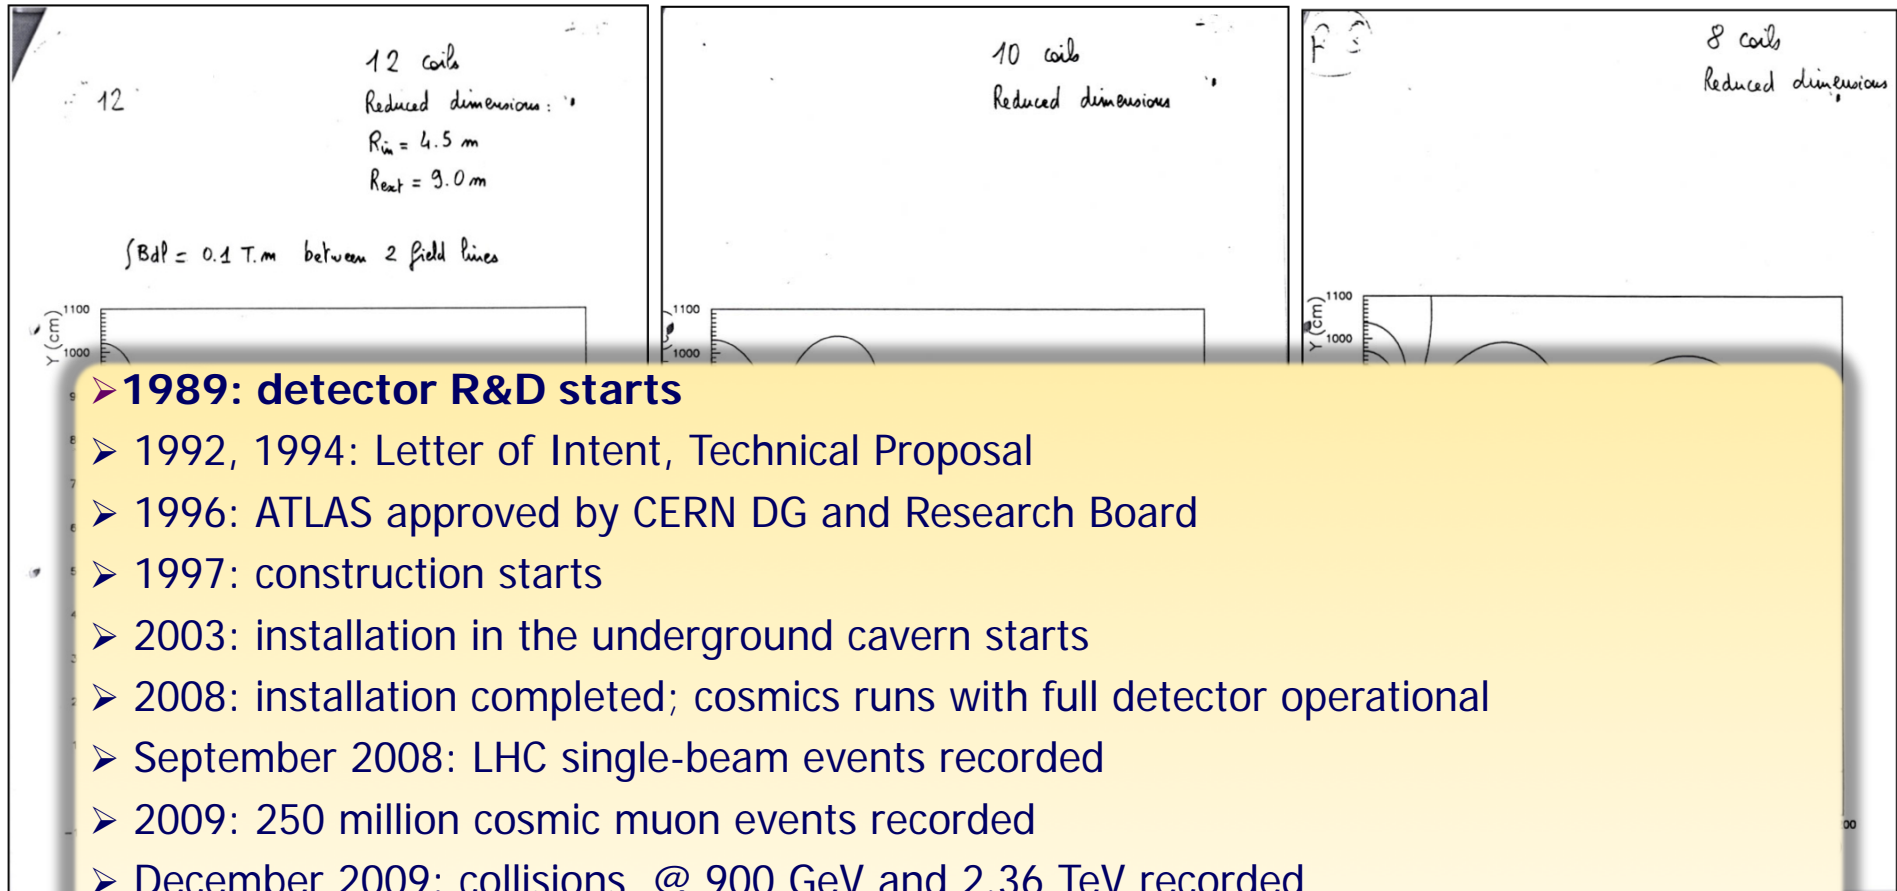 12
12 coils
Reduced dimensions:
Rin = 4.5 m
Rext = 9.0 m
∫Bdl = 0.1 T.m between 2 field lines
Y (cm)
1100
1000
10 coils
Reduced dimensions
1100
1000
8 coils
Reduced dimensions
Y (cm)
1100
1000
➢1989: detector R&D starts
➢ 1992, 1994: Letter of Intent, Technical Proposal
➢ 1996: ATLAS approved by CERN DG and Research Board
➢ 1997: construction starts
➢ 2003: installation in the underground cavern starts
➢ 2008: installation completed; cosmics runs with full detector operational
➢ September 2008: LHC single-beam events recorded
➢ 2009: 250 million cosmic muon events recorded
➢ December 2009: collisions @ 900 GeV and 2.36 TeV recorded